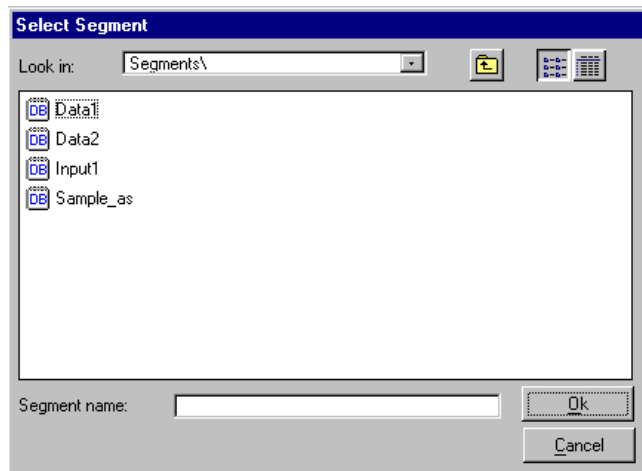 Select Segment
Look in: Segments\
DB Data1
DB Data2
DB Input1
DB Sample_as
Segment name:
Ok
Cancel